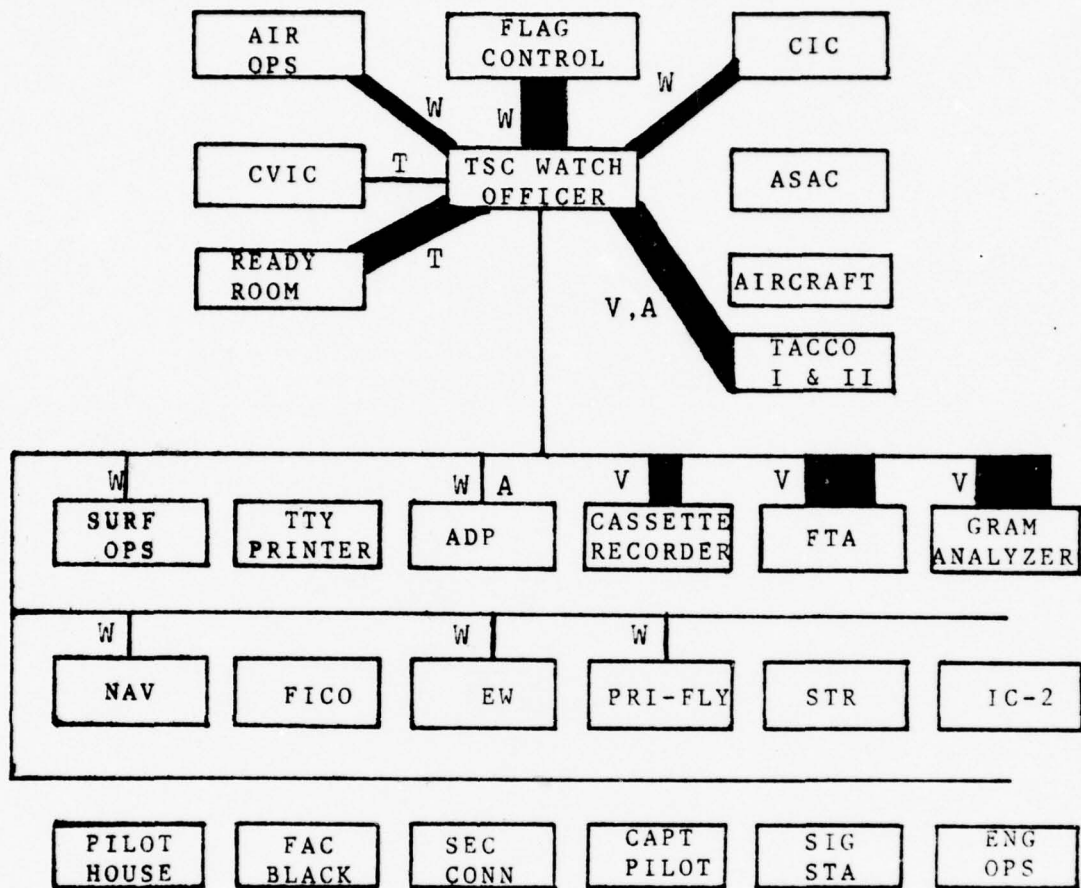 AIR
OPS
FLAG
CONTROL
CIC
W
W
W
CVIC
T
TSC WATCH
OFFICER
ASAC
READY
ROOM
T
AIRCRAFT
V,A
TACCO
I & II
W
W A
V
V
V
SURF
OPS
TTY
PRINTER
ADP
CASSETTE
RECORDER
FTA
GRAM
ANALYZER
W
W
W
NAV
FICO
EW
PRI-FLY
STR
IC-2
PILOT
HOUSE
FAC
BLACK
SEC
CONN
CAPT
PILOT
SIG
STA
ENG
OPS